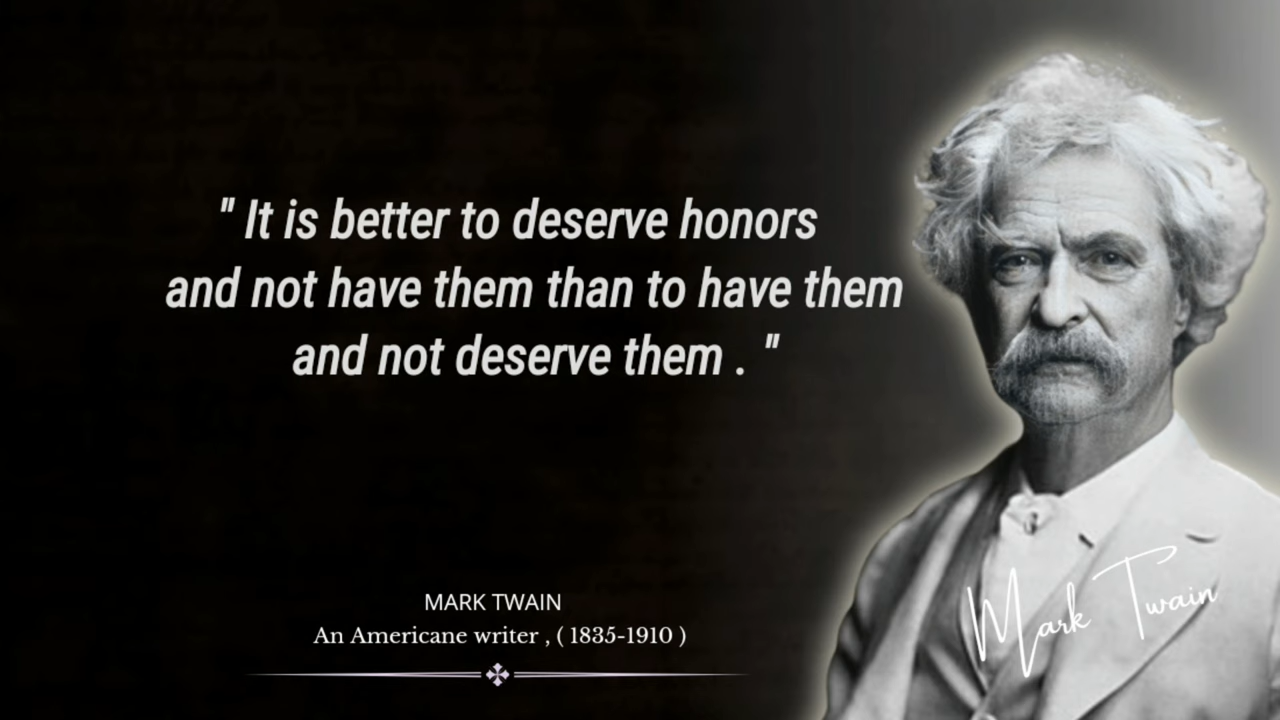 " It is better to deserve honors
and not have them than to have them
and not deserve them . "
MARK TWAIN
An Americane writer , ( 1835-1910 )
Mark Twain